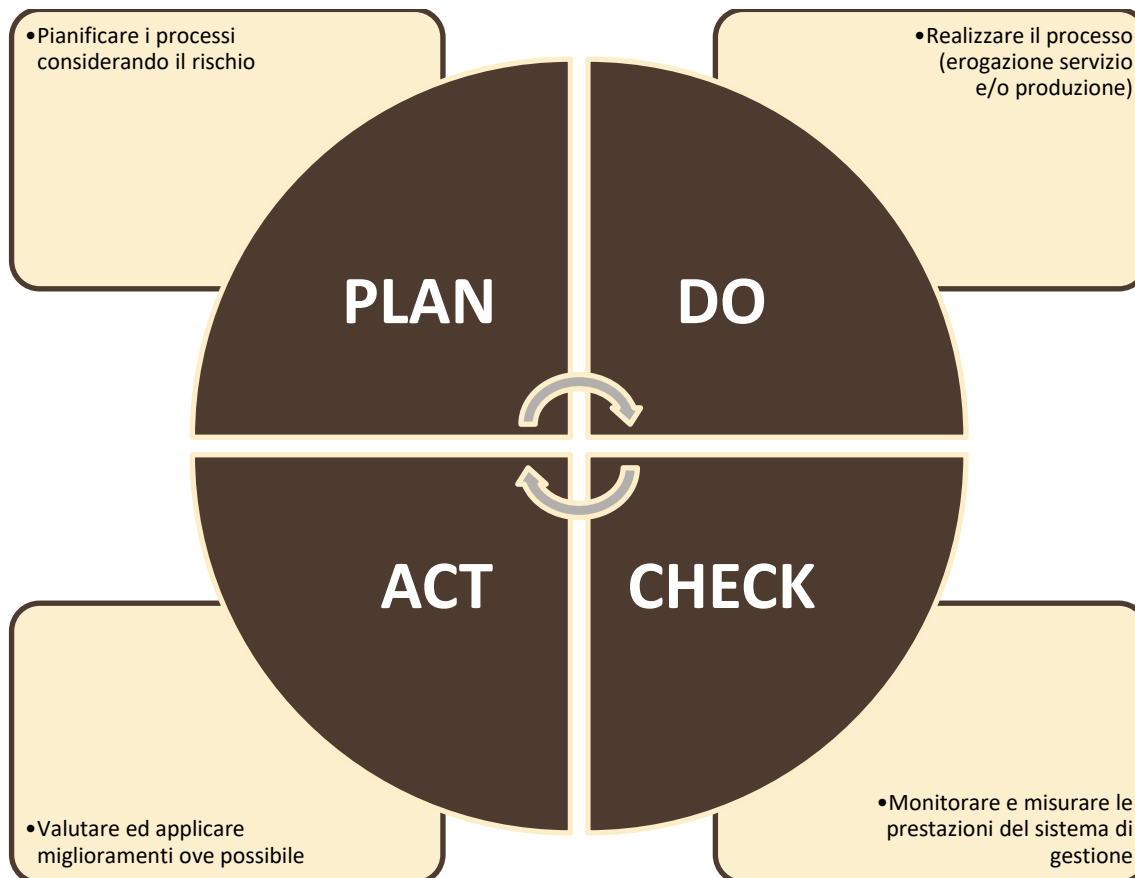 •Pianificare i processi
considerando il rischio
•Realizzare il processo
(erogazione servizio
e/o produzione)
PLAN
DO
ACT
CHECK
•Valutare ed applicare
miglioramenti ove possibile
•Monitorare e misurare le
prestazioni del sistema di
gestione